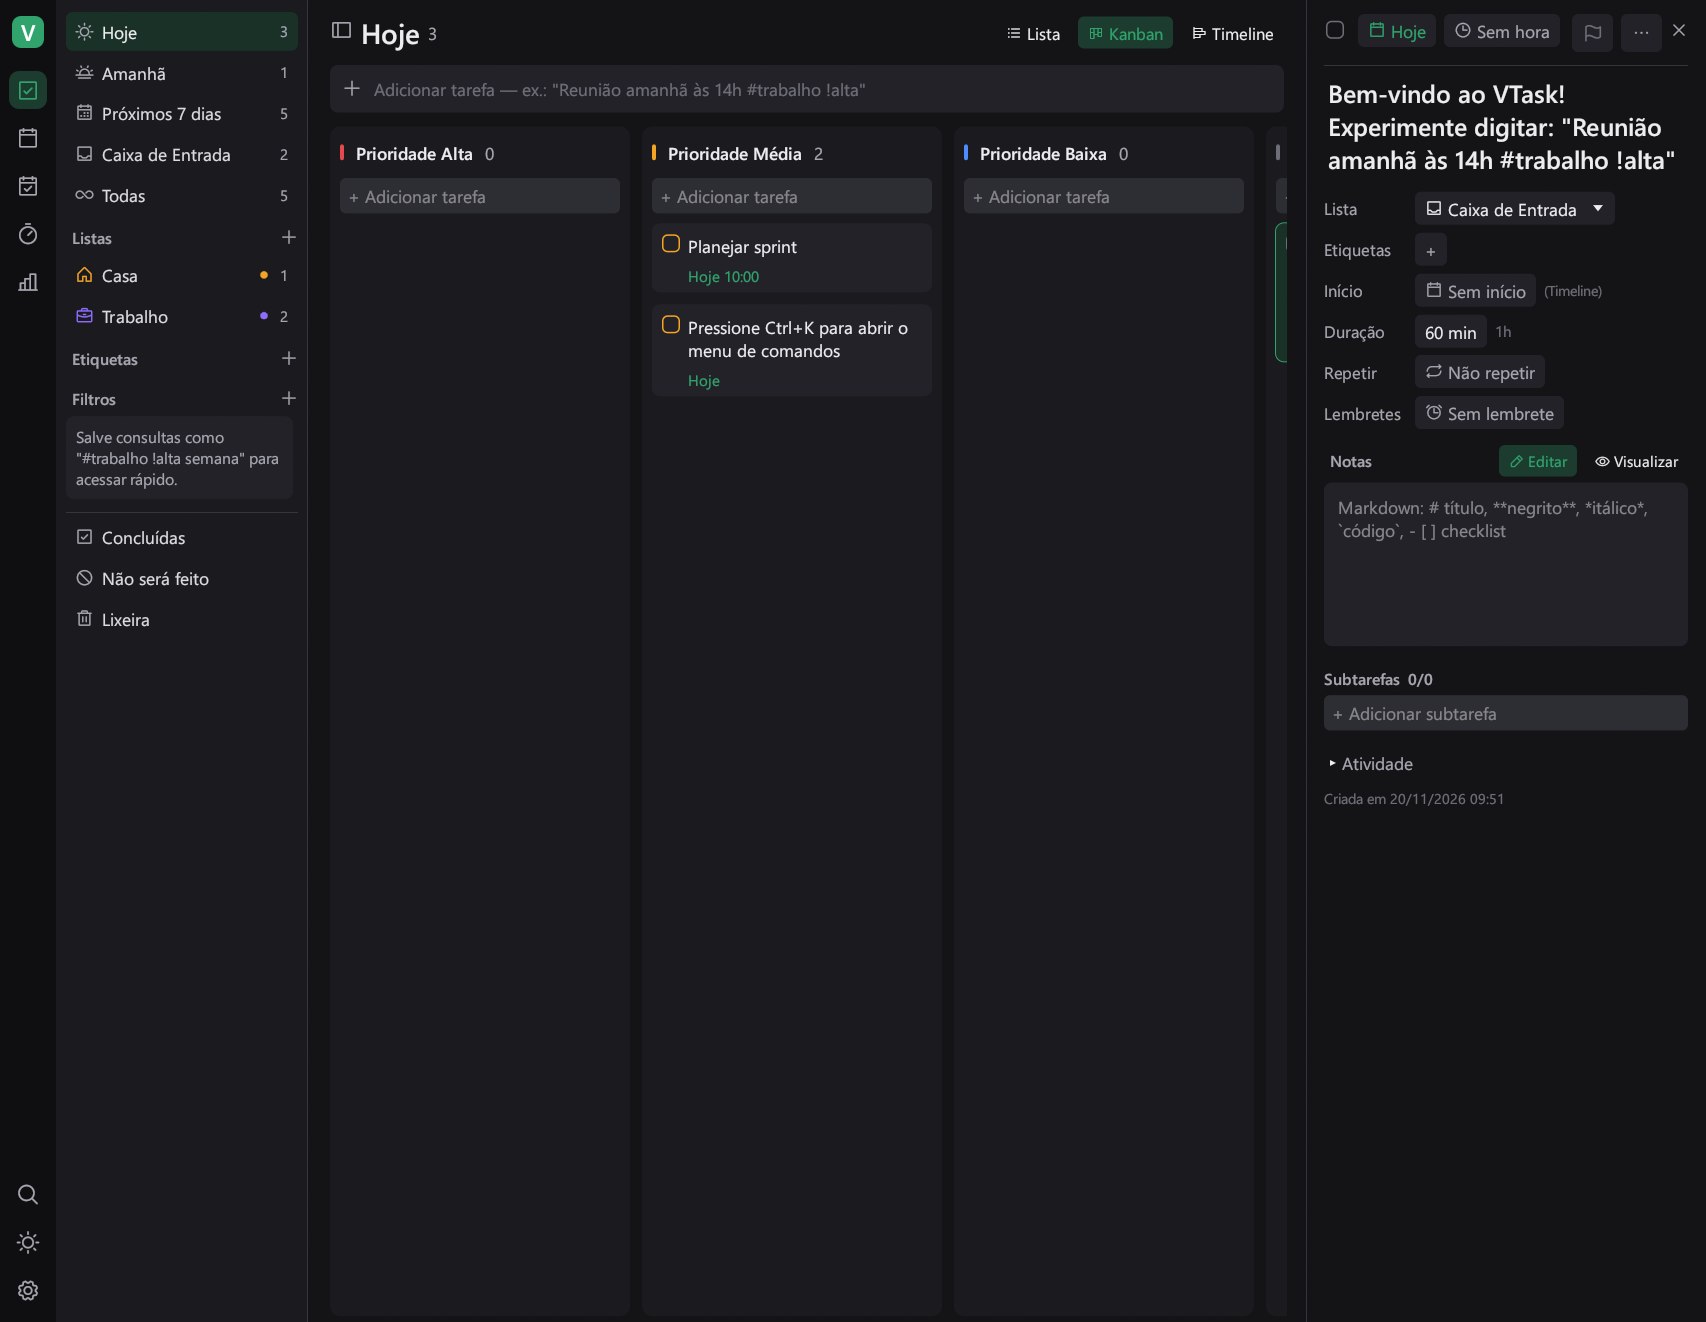 V
Hoje 3
Amanhã 1
Próximos 7 dias 5
Caixa de Entrada 2
Todas 5
Listas
Casa 1
Trabalho 2
Etiquetas
Filtros
Salve consultas como
"#trabalho !alta semana" para
acessar rápido.
Concluídas
Não será feito
Lixeira
Hoje 3
Lista
Kanban
Timeline
+ Adicionar tarefa — ex.: "Reunião amanhã às 14h #trabalho !alta"
Prioridade Alta 0
+ Adicionar tarefa
Prioridade Média 2
+ Adicionar tarefa
Planejar sprint
Hoje 10:00
Pressione Ctrl+K para abrir o
menu de comandos
Hoje
Prioridade Baixa 0
+ Adicionar tarefa
Hoje
Sem hora
Bem-vindo ao VTask!
Experimente digitar: "Reunião
amanhã às 14h #trabalho !alta"
Lista Caixa de Entrada
Etiquetas +
Início Sem início (Timeline)
Duração 60 min 1h
Repetir Não repetir
Lembretes Sem lembrete
Notas Editar Visualizar
Markdown: # título, **negrito**, *itálico*,
`código`, - [ ] checklist
Subtarefas 0/0
+ Adicionar subtarefa
Atividade
Criada em 20/11/2026 09:51